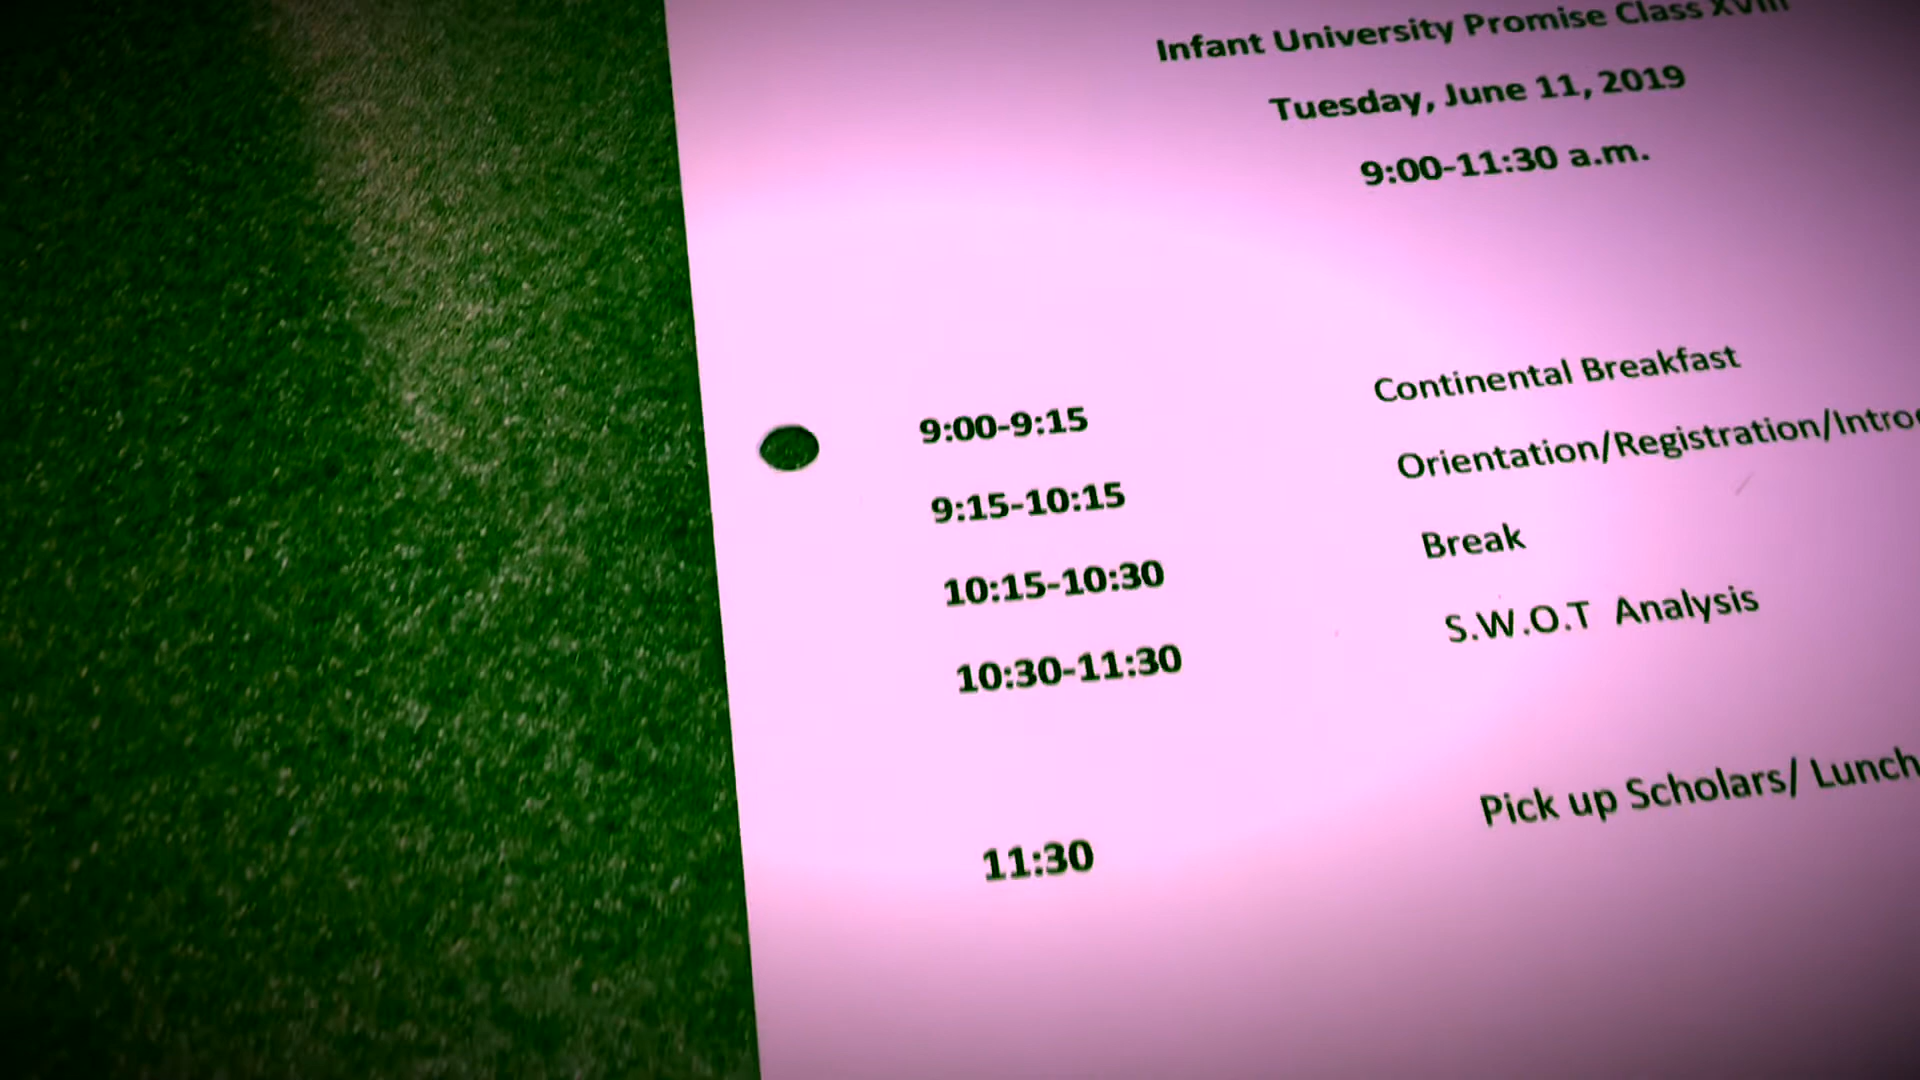 Infant University Promise Class XVIII
Tuesday, June 11, 2019
9:00-11:30 a.m.
9:00-9:15 Continental Breakfast
9:15-10:15 Orientation/Registration/Intro
10:15-10:30 Break
10:30-11:30 S.W.O.T Analysis
11:30 Pick up Scholars/ Lunch